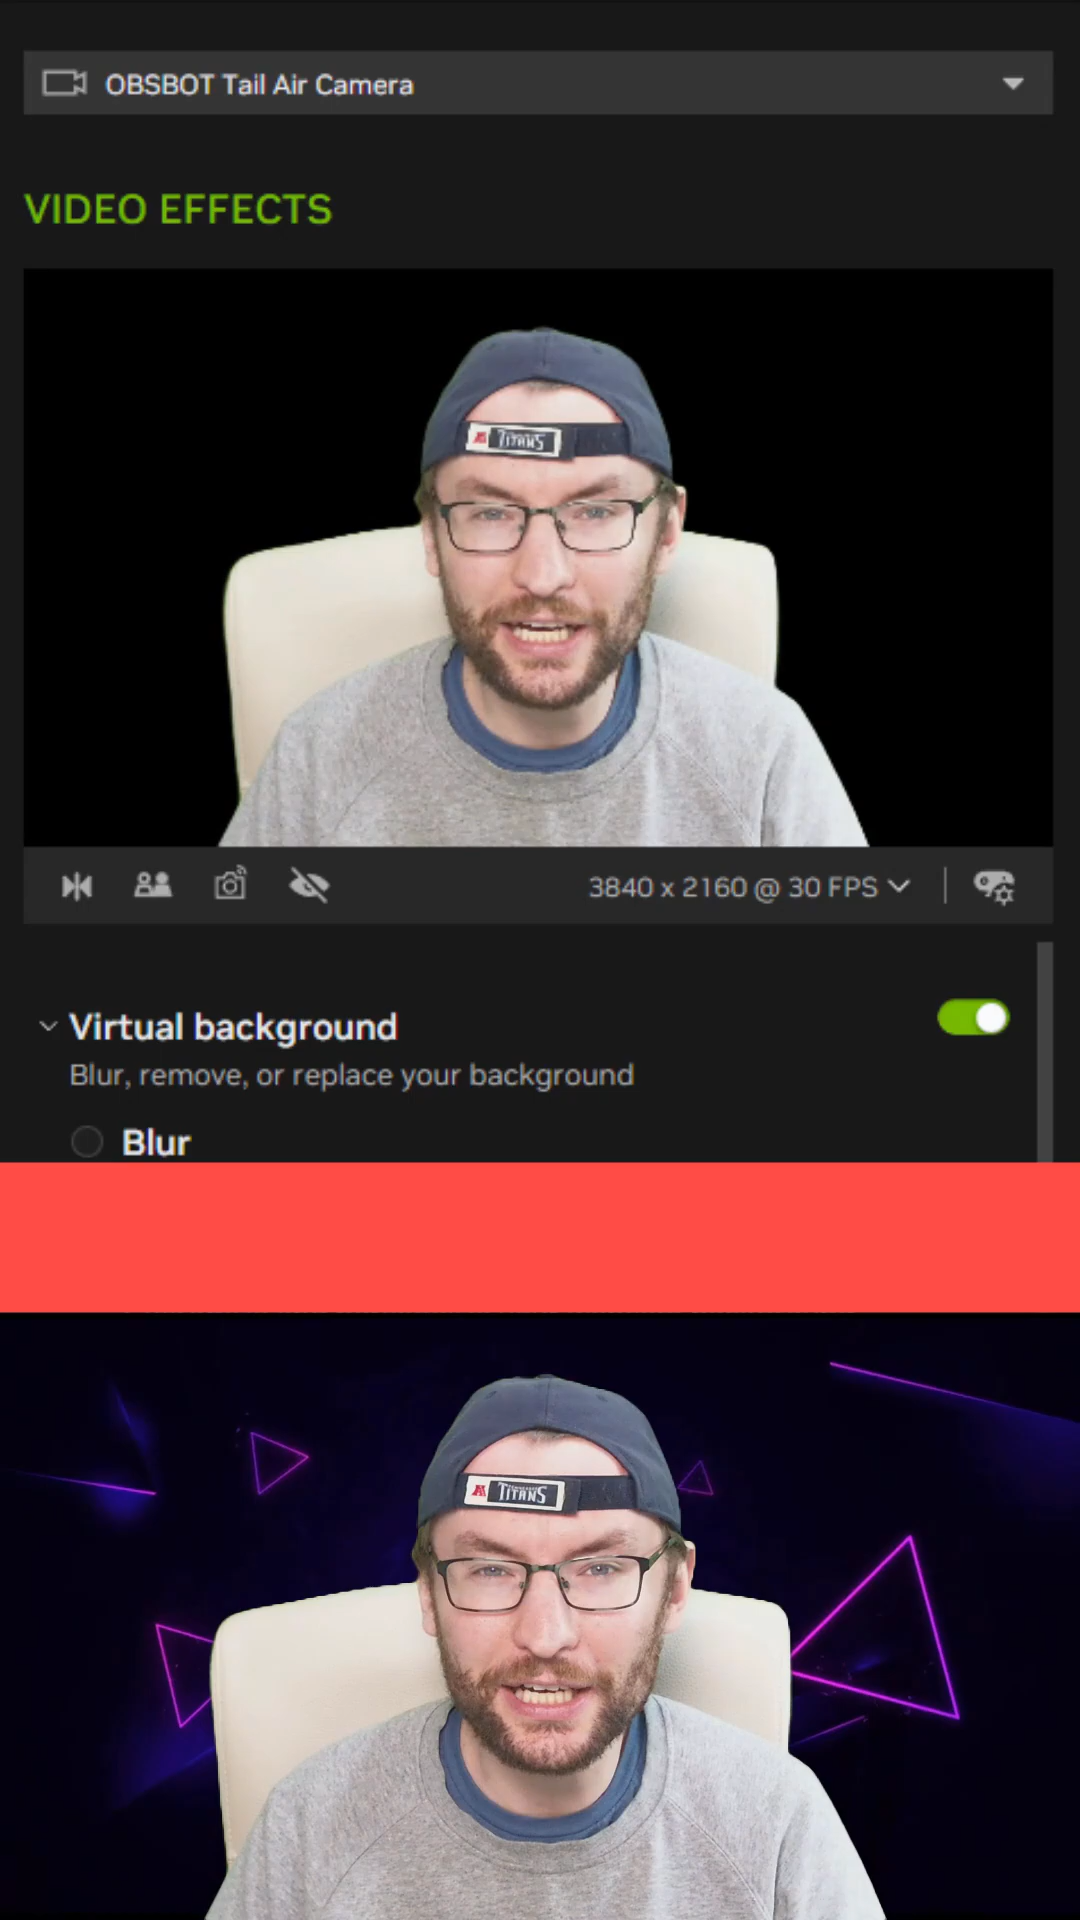 OBSBOT Tail Air Camera
VIDEO EFFECTS
TITANS
3840 x 2160 @ 30 FPS
Virtual background
Blur, remove, or replace your background
Blur
TITANS